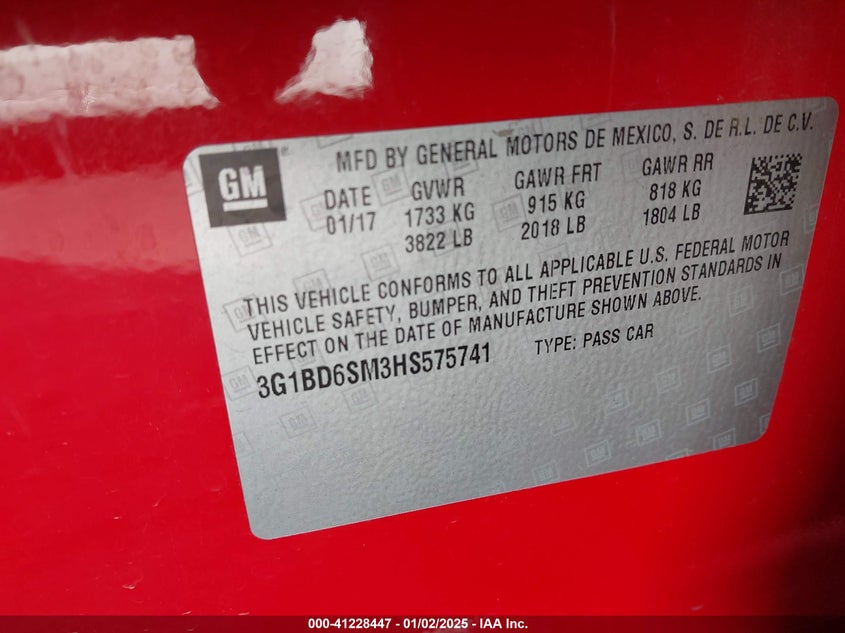 GM
MFD BY GENERAL MOTORS DE MEXICO, S. DE R.L. DE C.V.
DATE GVWR GAWR FRT GAWR RR
01/17 1733 KG 915 KG 818 KG
3822 LB 2018 LB 1804 LB
THIS VEHICLE CONFORMS TO ALL APPLICABLE U.S. FEDERAL MOTOR
VEHICLE SAFETY, BUMPER, AND THEFT PREVENTION STANDARDS IN
EFFECT ON THE DATE OF MANUFACTURE SHOWN ABOVE.
3G1BD6SM3HS575741 TYPE: PASS CAR
000-41228447 — 01/02/2025 — IAA Inc.